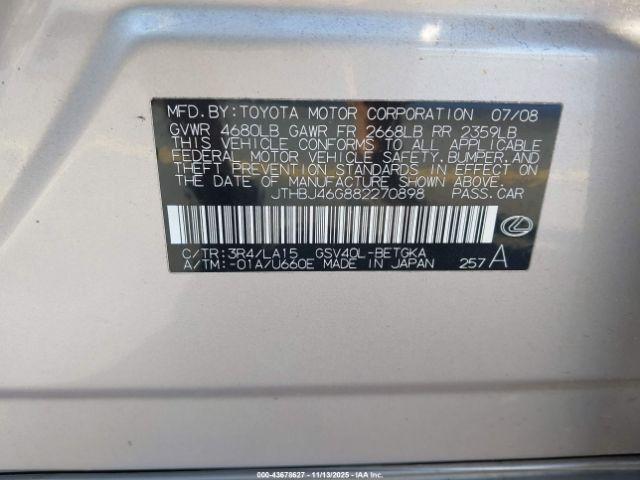 MFD.BY:TOYOTA MOTOR CORPORATION 07/08
GVWR 4680LB GAWR FR 2668LB RR 2359LB
THIS VEHICLE CONFORMS TO ALL APPLICABLE
FEDERAL MOTOR VEHICLE SAFETY,BUMPER,AND
THEFT PREVENTION STANDARDS IN EFFECT ON
THE DATE OF MANUFACTURE SHOWN ABOVE.
JTHBJ46G882270898 PASS.CAR
C/TR:3R4/LA15 GSV40L-BETGKA
A/TM:-01A/U660E MADE IN JAPAN 257A
000-43678627 - 11/13/2025 - IAA Inc.